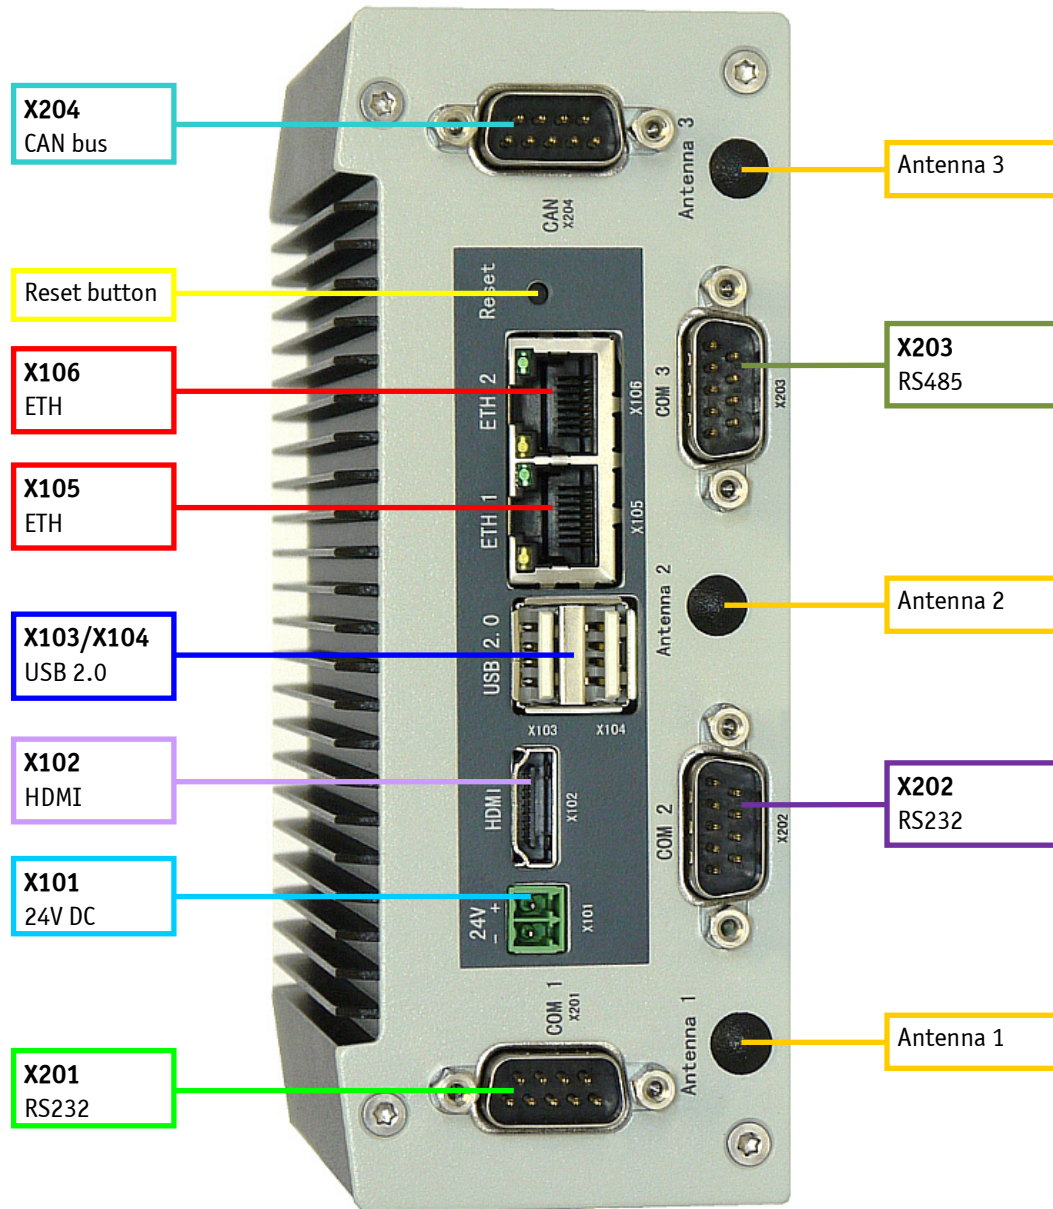 X204
CAN bus
Reset button
X106
ETH
X105
ETH
X103/X104
USB 2.0
X102
HDMI
X101
24V DC
X201
RS232
CAN
X204
Reset
ETH 2
X106
ETH 1
X105
USB 2.0
X103
X104
HDMI
X102
24V
- +
X101
COM 1
X201
Antenna 3
COM 3
X203
Antenna 2
COM 2
X202
Antenna 1
Antenna 3
X203
RS485
Antenna 2
X202
RS232
Antenna 1